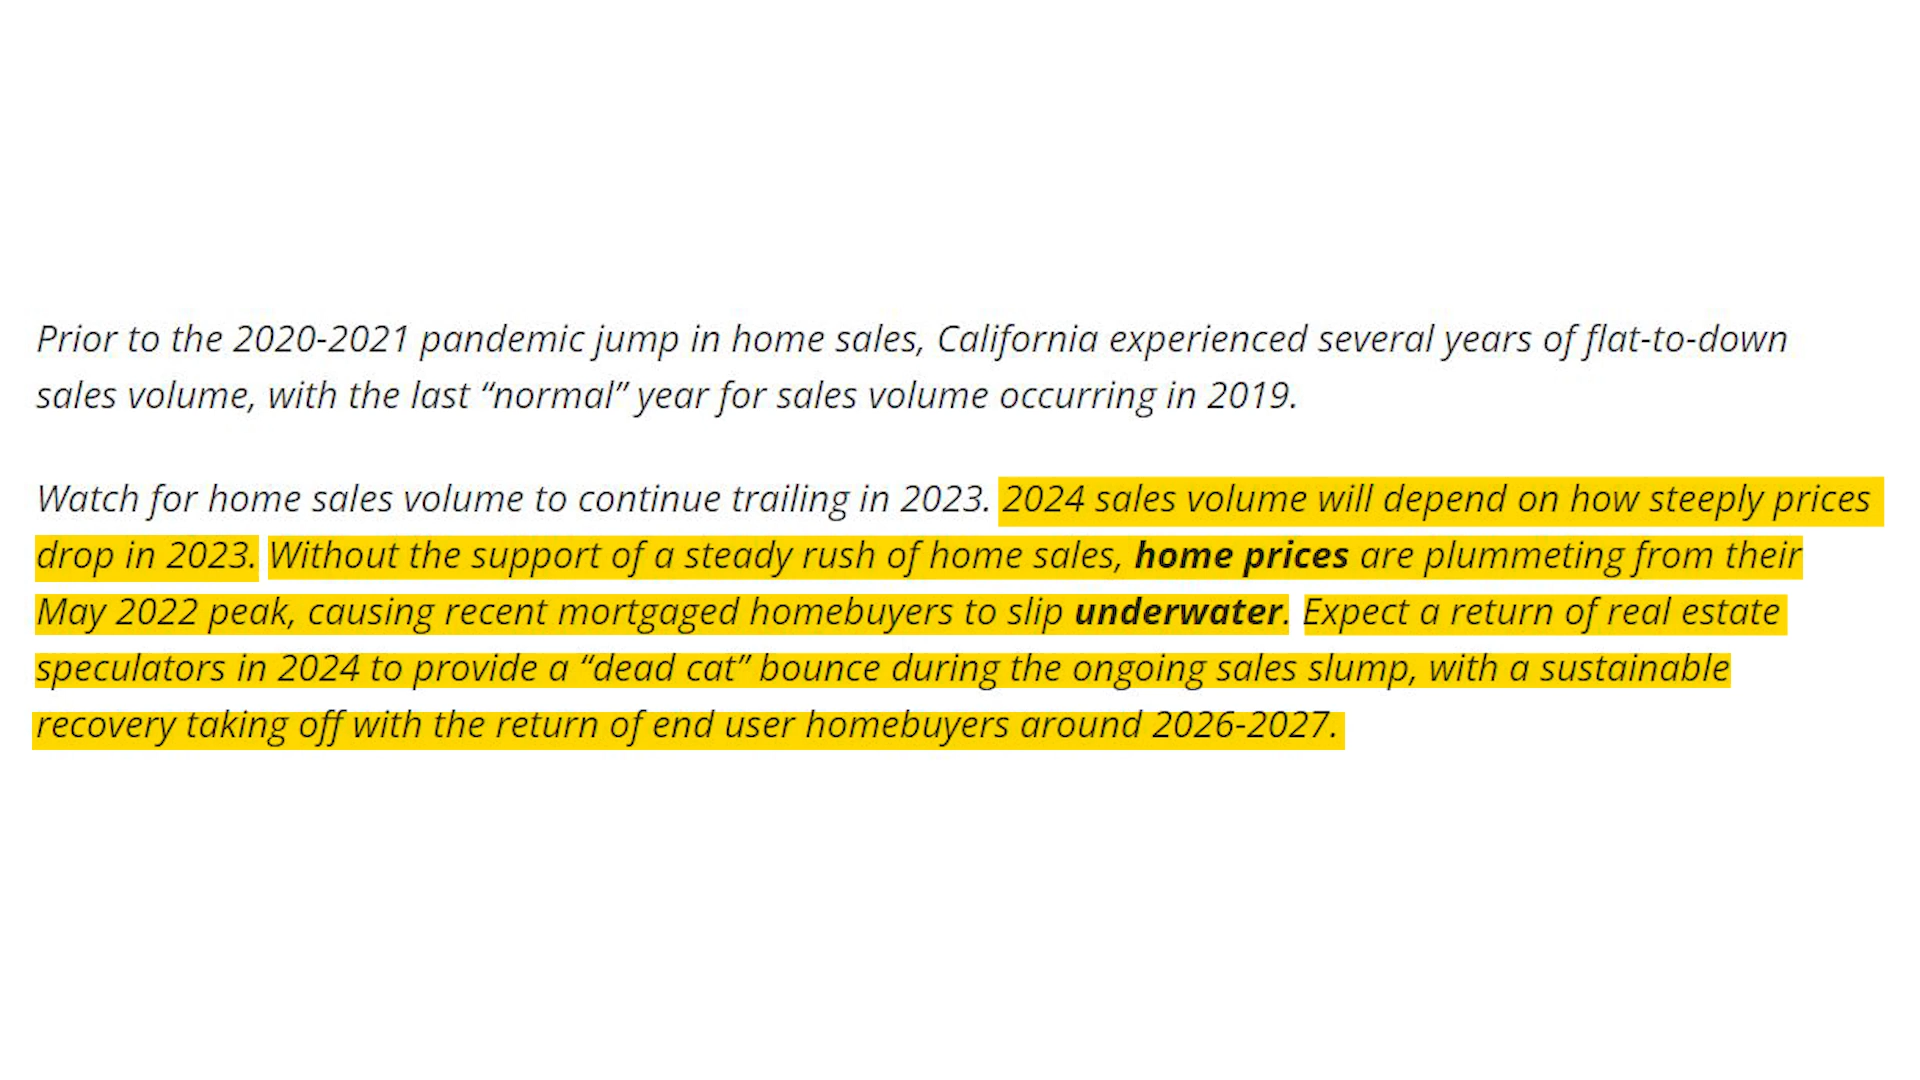 Prior to the 2020-2021 pandemic jump in home sales, California experienced several years of flat-to-down
sales volume, with the last “normal” year for sales volume occurring in 2019.
Watch for home sales volume to continue trailing in 2023. 2024 sales volume will depend on how steeply prices
drop in 2023. Without the support of a steady rush of home sales, home prices are plummeting from their
May 2022 peak, causing recent mortgaged homebuyers to slip underwater. Expect a return of real estate
speculators in 2024 to provide a “dead cat” bounce during the ongoing sales slump, with a sustainable
recovery taking off with the return of end user homebuyers around 2026-2027.